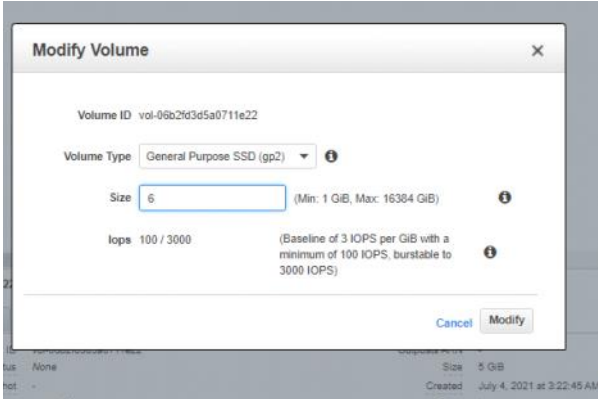 Modify Volume ×
Volume ID vol-06b2fd3d5a0711e22
Volume Type General Purpose SSD (gp2)
Size 6 (Min: 1 GiB, Max: 16384 GiB)
Iops 100 / 3000 (Baseline of 3 IOPS per GiB with a
minimum of 100 IOPS, burstable to
3000 IOPS)
Cancel Modify
None Size 5 GiB
- Created July 4, 2021 at 3:22:45 AM